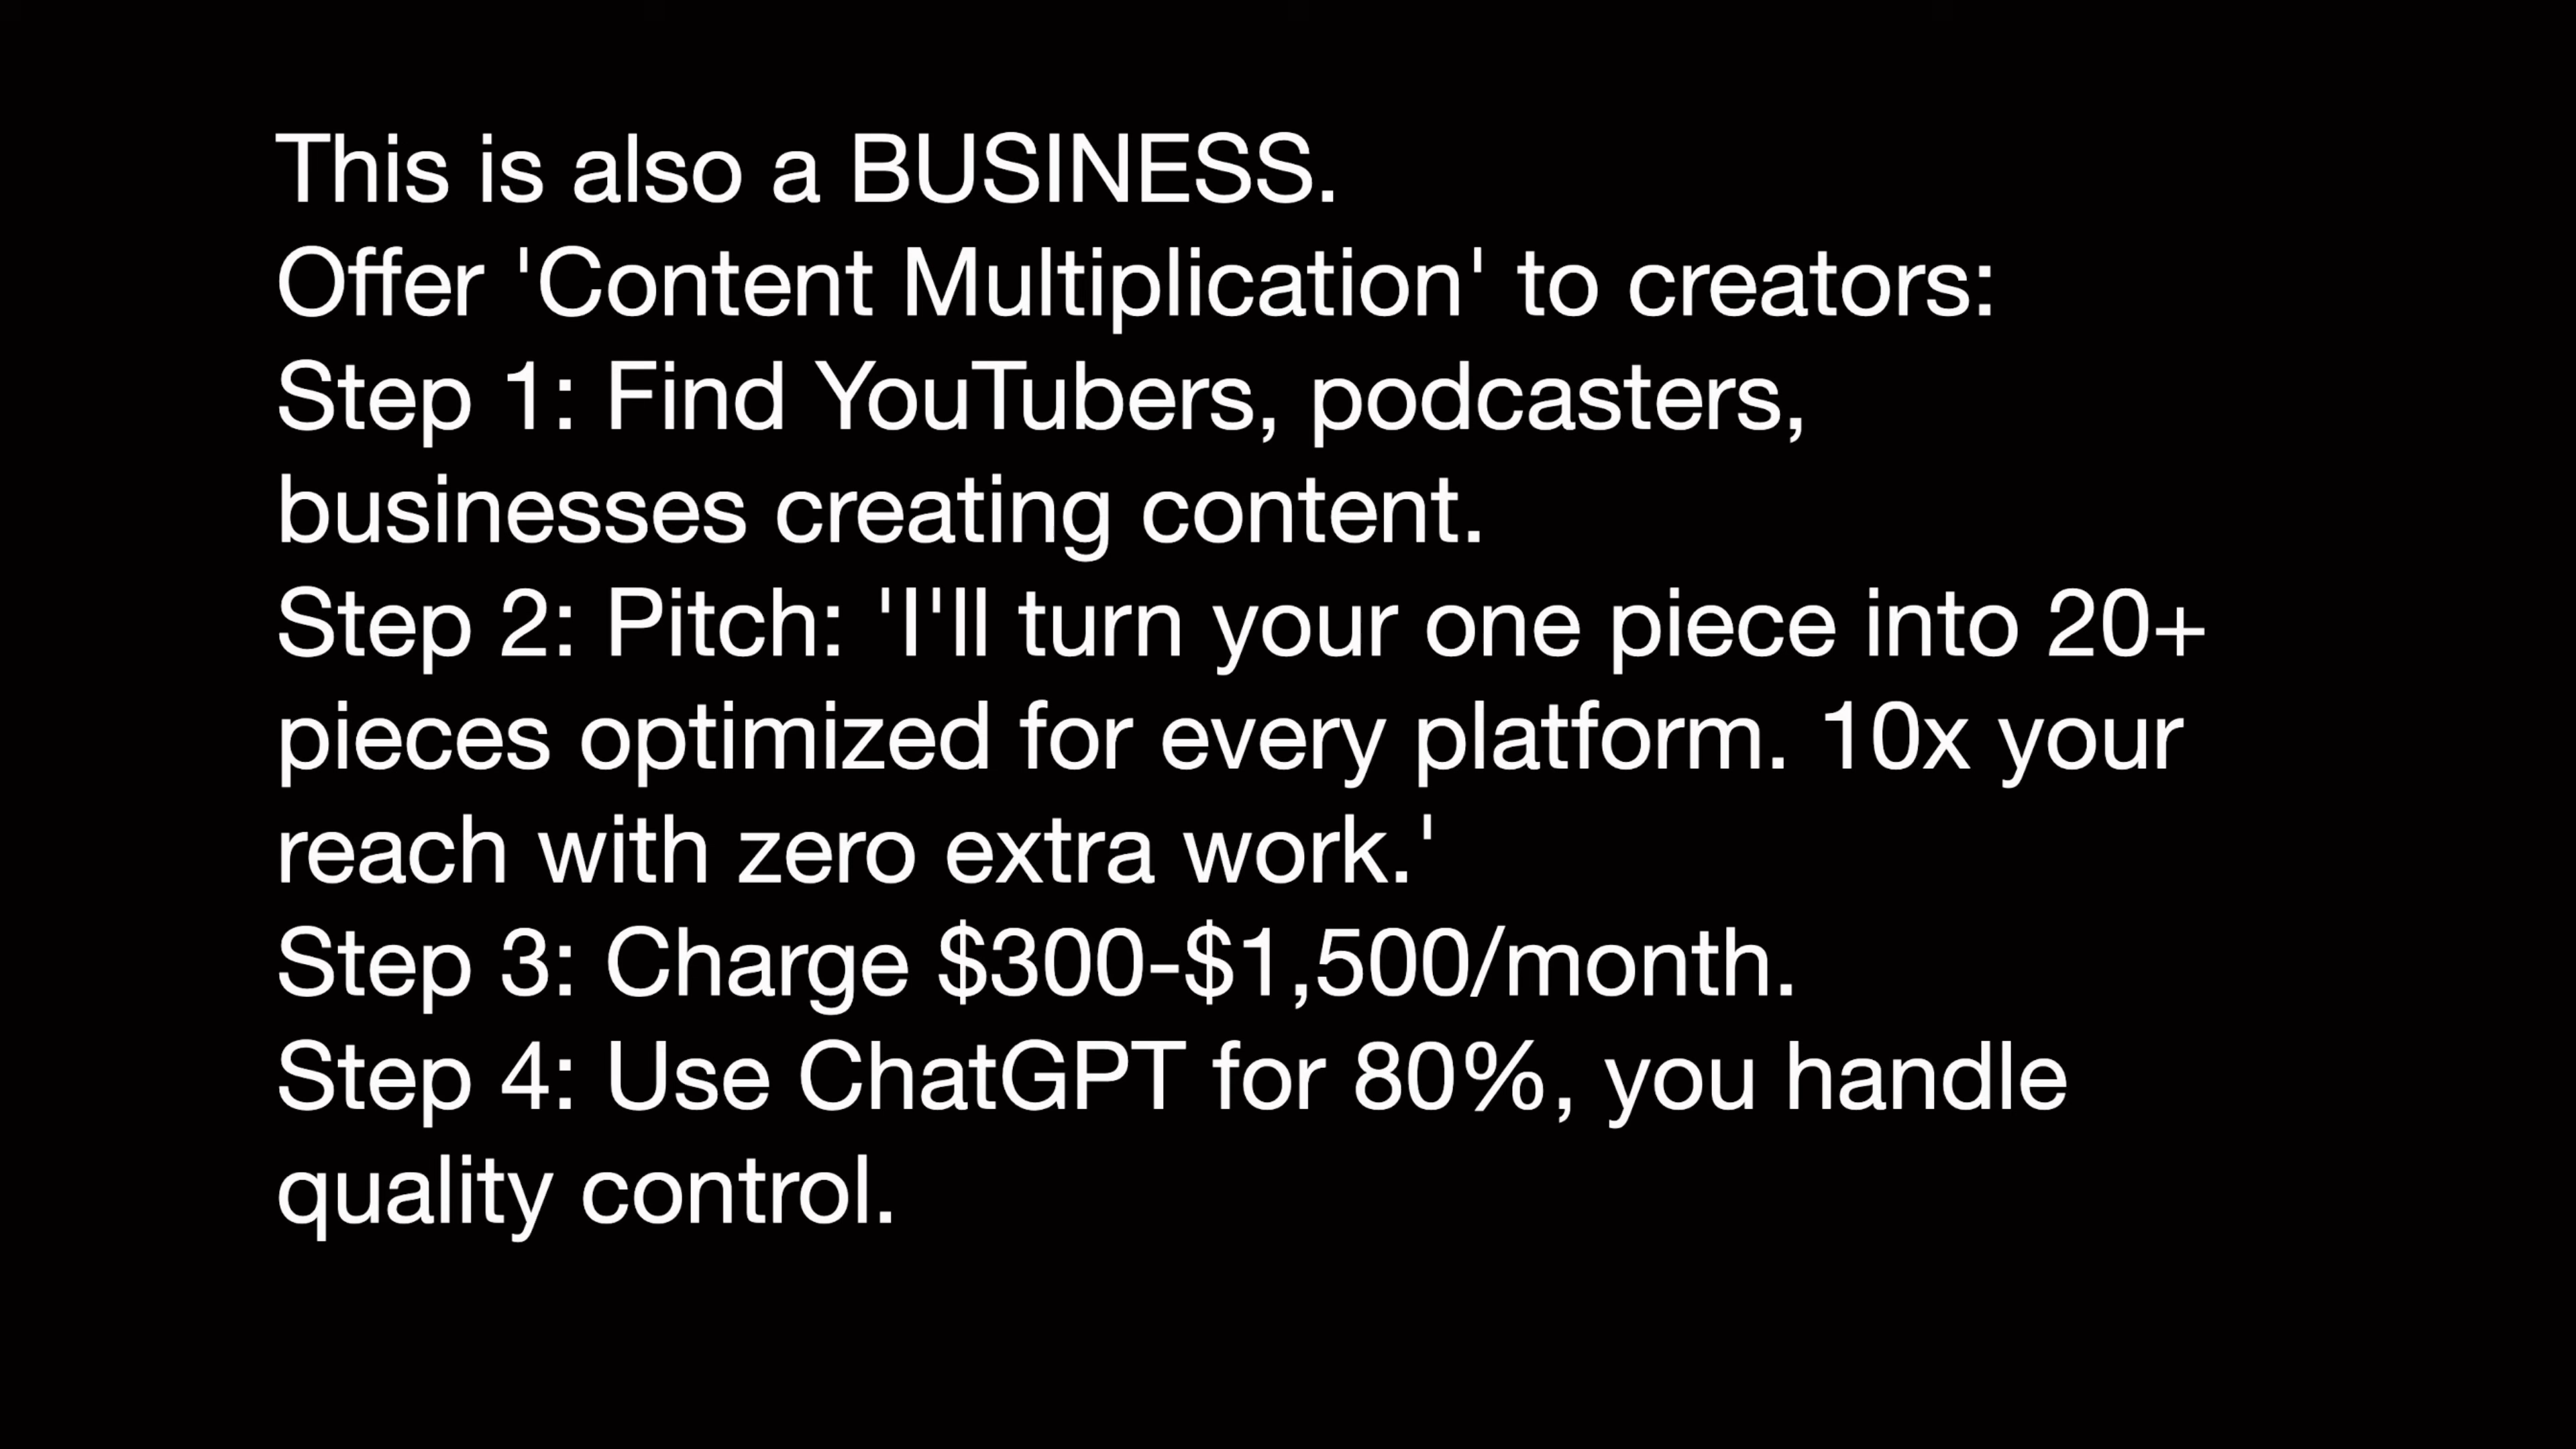 This is also a BUSINESS.
Offer 'Content Multiplication' to creators:
Step 1: Find YouTubers, podcasters,
businesses creating content.
Step 2: Pitch: 'I'll turn your one piece into 20+
pieces optimized for every platform. 10x your
reach with zero extra work.'
Step 3: Charge $300-$1,500/month.
Step 4: Use ChatGPT for 80%, you handle
quality control.